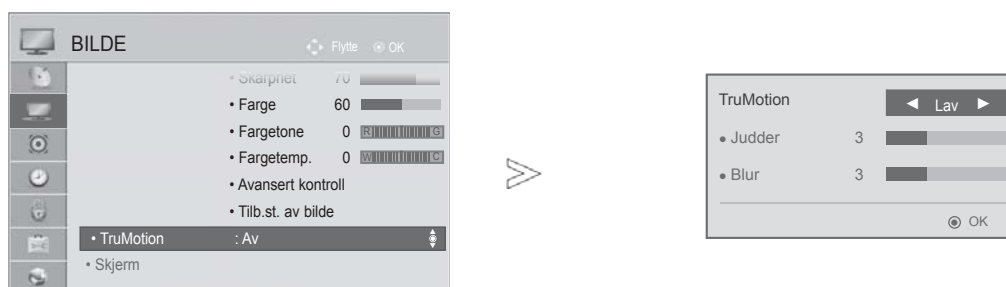 BILDE
Flytte OK
• Skarphet 70
• Farge 60
• Fargetone 0 R G
• Fargetemp. 0 W C
• Avansert kontroll
• Tilb.st. av bilde
• TruMotion : Av
• Skjerm
TruMotion ◄ Lav ►
• Judder 3
• Blur 3
OK